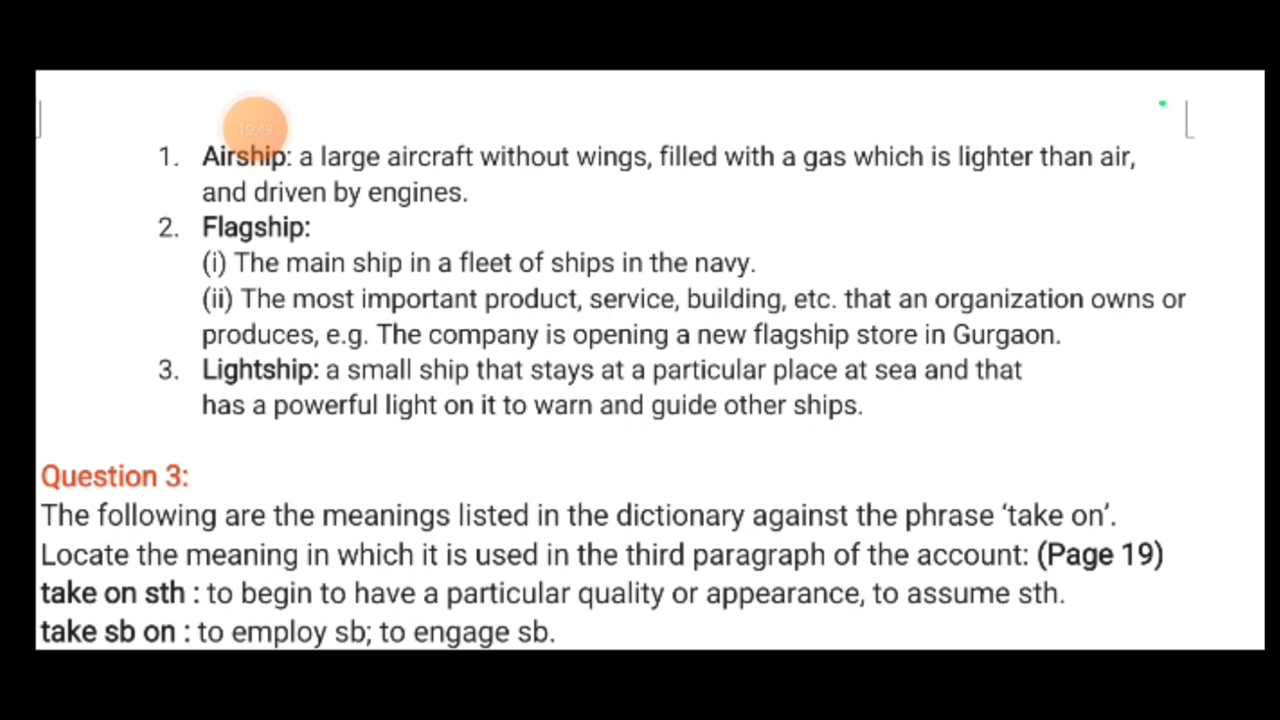 19:49
1. Airship: a large aircraft without wings, filled with a gas which is lighter than air,
and driven by engines.
2. Flagship:
(i) The main ship in a fleet of ships in the navy.
(ii) The most important product, service, building, etc. that an organization owns or
produces, e.g. The company is opening a new flagship store in Gurgaon.
3. Lightship: a small ship that stays at a particular place at sea and that
has a powerful light on it to warn and guide other ships.
Question 3:
The following are the meanings listed in the dictionary against the phrase ‘take on’.
Locate the meaning in which it is used in the third paragraph of the account: (Page 19)
take on sth : to begin to have a particular quality or appearance, to assume sth.
take sb on : to employ sb; to engage sb.